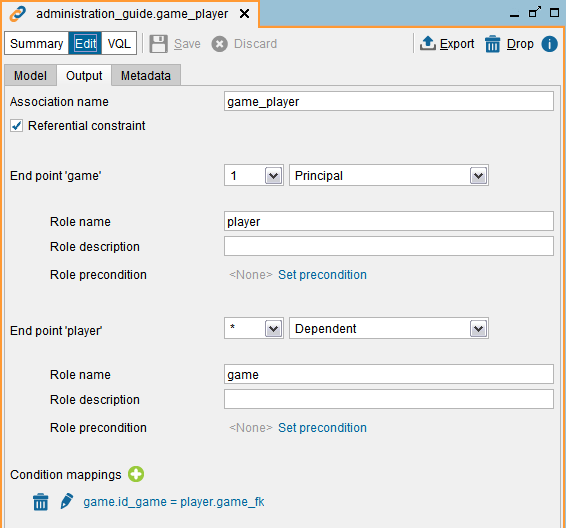 administration_guide.game_player
Summary Edit VQL Save Discard Export Drop
Model Output Metadata
Association name game_player
Referential constraint
End point 'game' 1 Principal
Role name player
Role description
Role precondition <None> Set precondition
End point 'player' * Dependent
Role name game
Role description
Role precondition <None> Set precondition
Condition mappings
game.id_game = player.game_fk